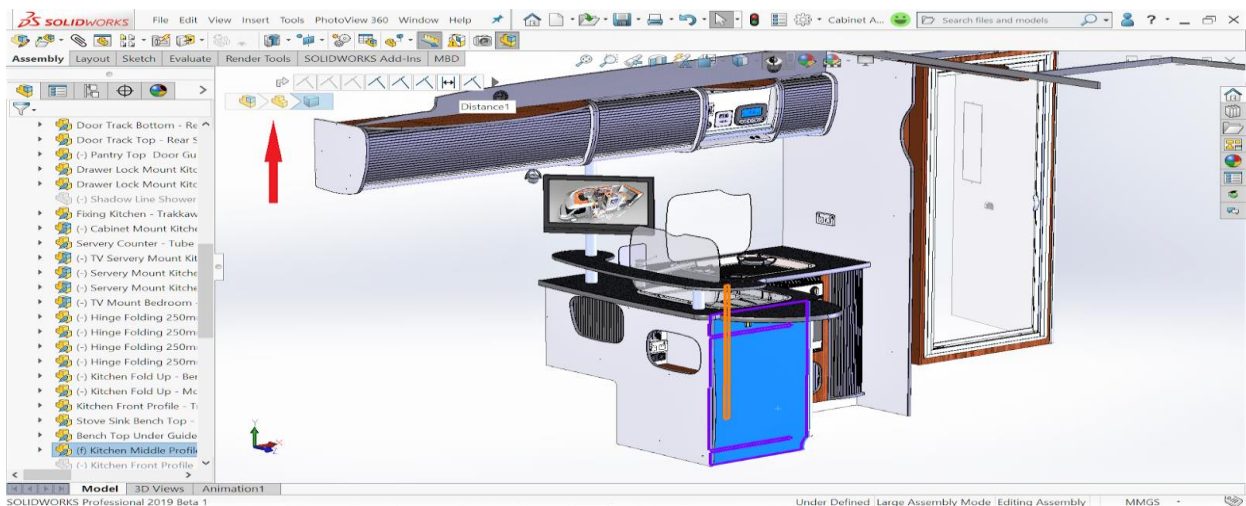 SOLIDWORKS File Edit View Insert Tools PhotoView 360 Window Help Cabinet A... Search files and models ?
Assembly Layout Sketch Evaluate Render Tools SOLIDWORKS Add-Ins MBD
Distance1
Door Track Bottom - Re
Door Track Top - Rear S
(-) Pantry Top Door Gu
Drawer Lock Mount Kitc
Drawer Lock Mount Kitc
(-) Shadow Line Shower
Fixing Kitchen - Trakkaw
(-) Cabinet Mount Kitche
Servery Counter - Tube
(-) TV Servery Mount Kit
(-) Servery Mount Kitche
(-) Servery Mount Kitche
(-) TV Mount Bedroom -
(-) Hinge Folding 250m
(-) Hinge Folding 250m
(-) Hinge Folding 250m
(-) Hinge Folding 250m
(-) Kitchen Fold Up - Ber
(-) Kitchen Fold Up - Mc
Kitchen Front Profile - Ti
Stove Sink Bench Top -
Bench Top Under Guide
(f) Kitchen Middle Profile
(-) Kitchen Front Profile
Y
X
Z
Model 3D Views Animation1
SOLIDWORKS Professional 2019 Beta 1 Under Defined Large Assembly Mode Editing Assembly MMGS